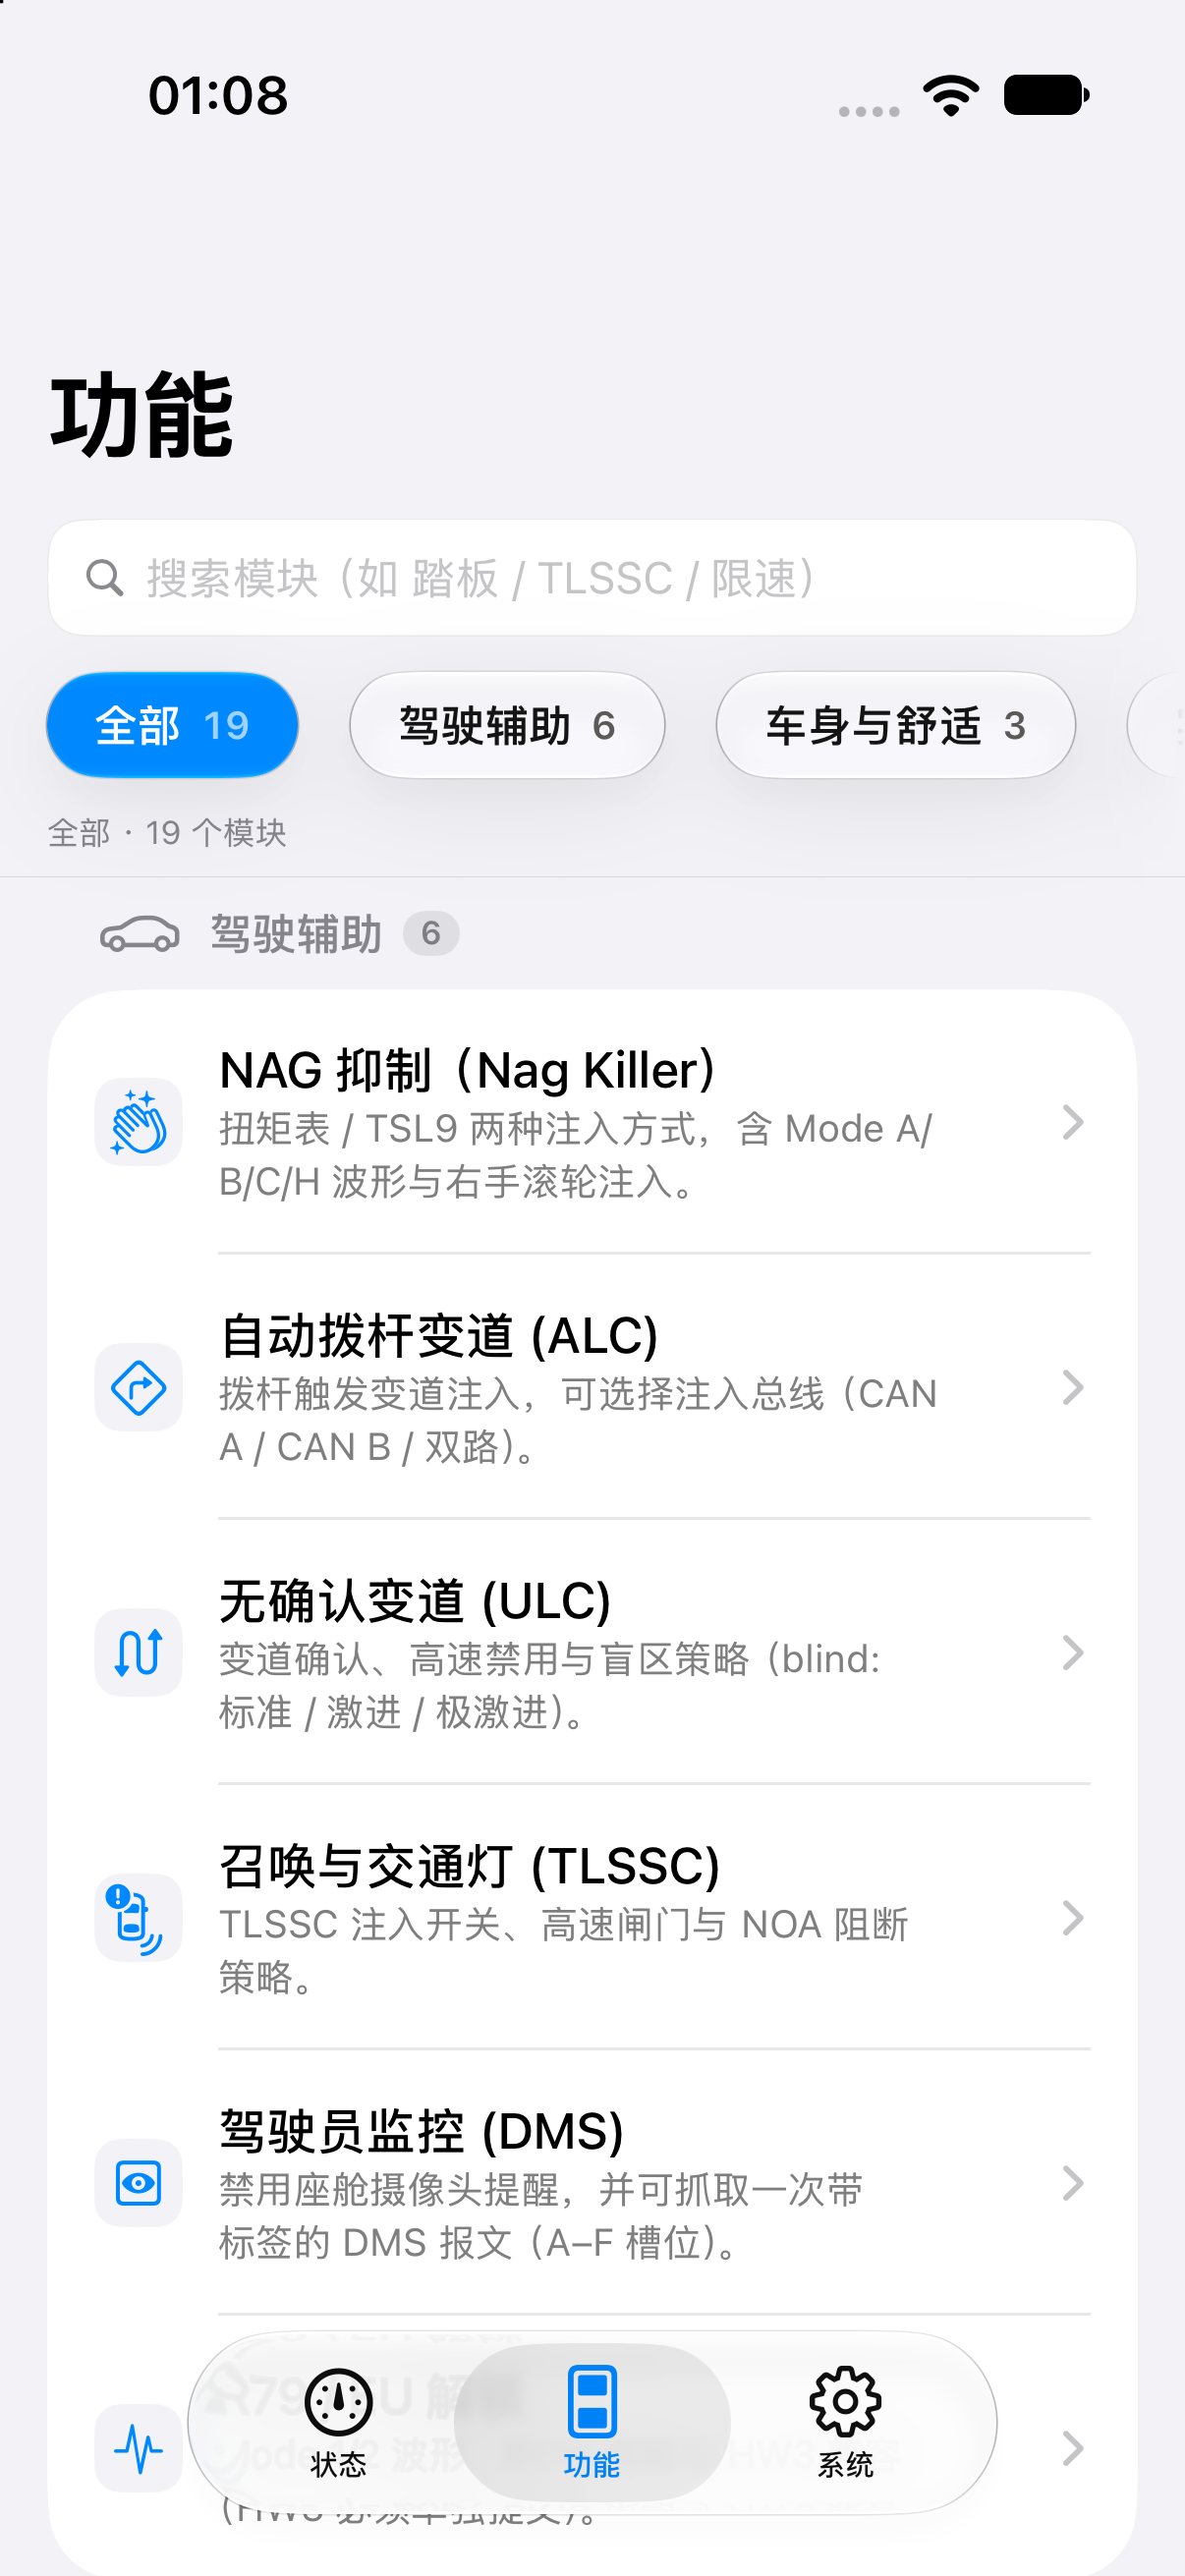 01:08
功能
搜索模块（如 踏板 / TLSSC / 限速）
全部 19
驾驶辅助 6
车身与舒适 3
全部 · 19 个模块
驾驶辅助 6
NAG 抑制（Nag Killer）
扭矩表 / TSL9 两种注入方式，含 Mode A/
B/C/H 波形与右手滚轮注入。
自动拨杆变道 (ALC)
拨杆触发变道注入，可选择注入总线（CAN
A / CAN B / 双路）。
无确认变道 (ULC)
变道确认、高速禁用与盲区策略（blind:
标准 / 激进 / 极激进）。
召唤与交通灯 (TLSSC)
TLSSC 注入开关、高速闸门与 NOA 阻断
策略。
驾驶员监控 (DMS)
禁用座舱摄像头提醒，并可抓取一次带
标签的 DMS 报文（A–F 槽位）。
状态
功能
系统